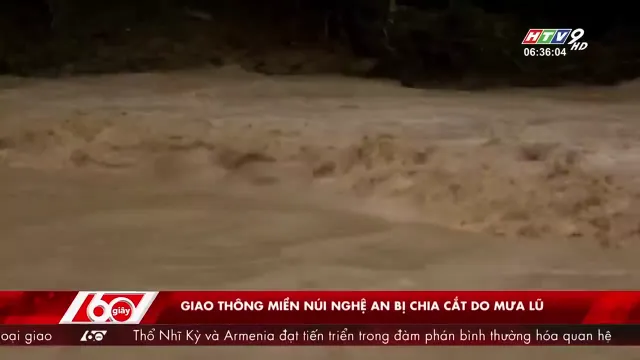 HTV9 HD
06:36:04
60 giây
GIAO THÔNG MIỀN NÚI NGHỆ AN BỊ CHIA CẮT DO MƯA LŨ
oại giao 60s Thổ Nhĩ Kỳ và Armenia đạt tiến triển trong đàm phán bình thường hóa quan hệ